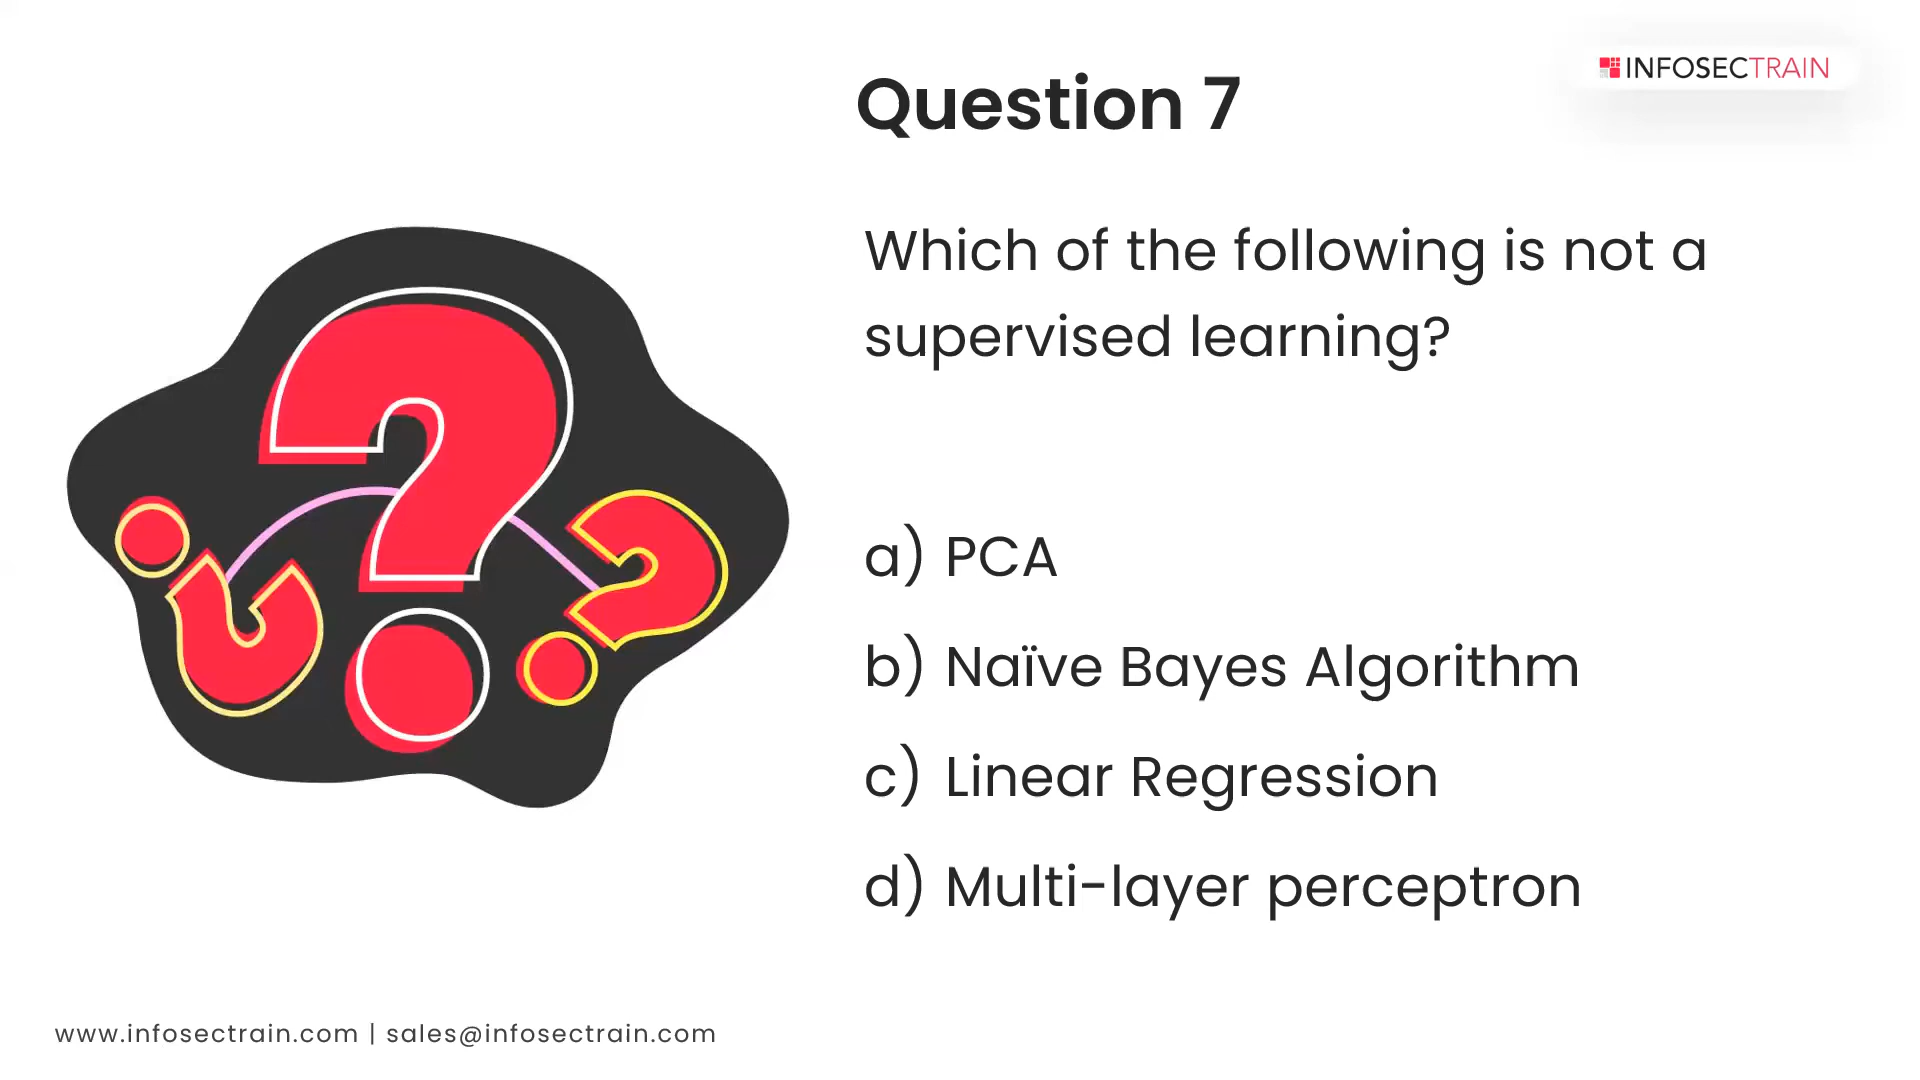 INFOSECTRAIN
Question 7
Which of the following is not a
supervised learning?
a) PCA
b) Naïve Bayes Algorithm
c) Linear Regression
d) Multi-layer perceptron
www.infosectrain.com | sales@infosectrain.com